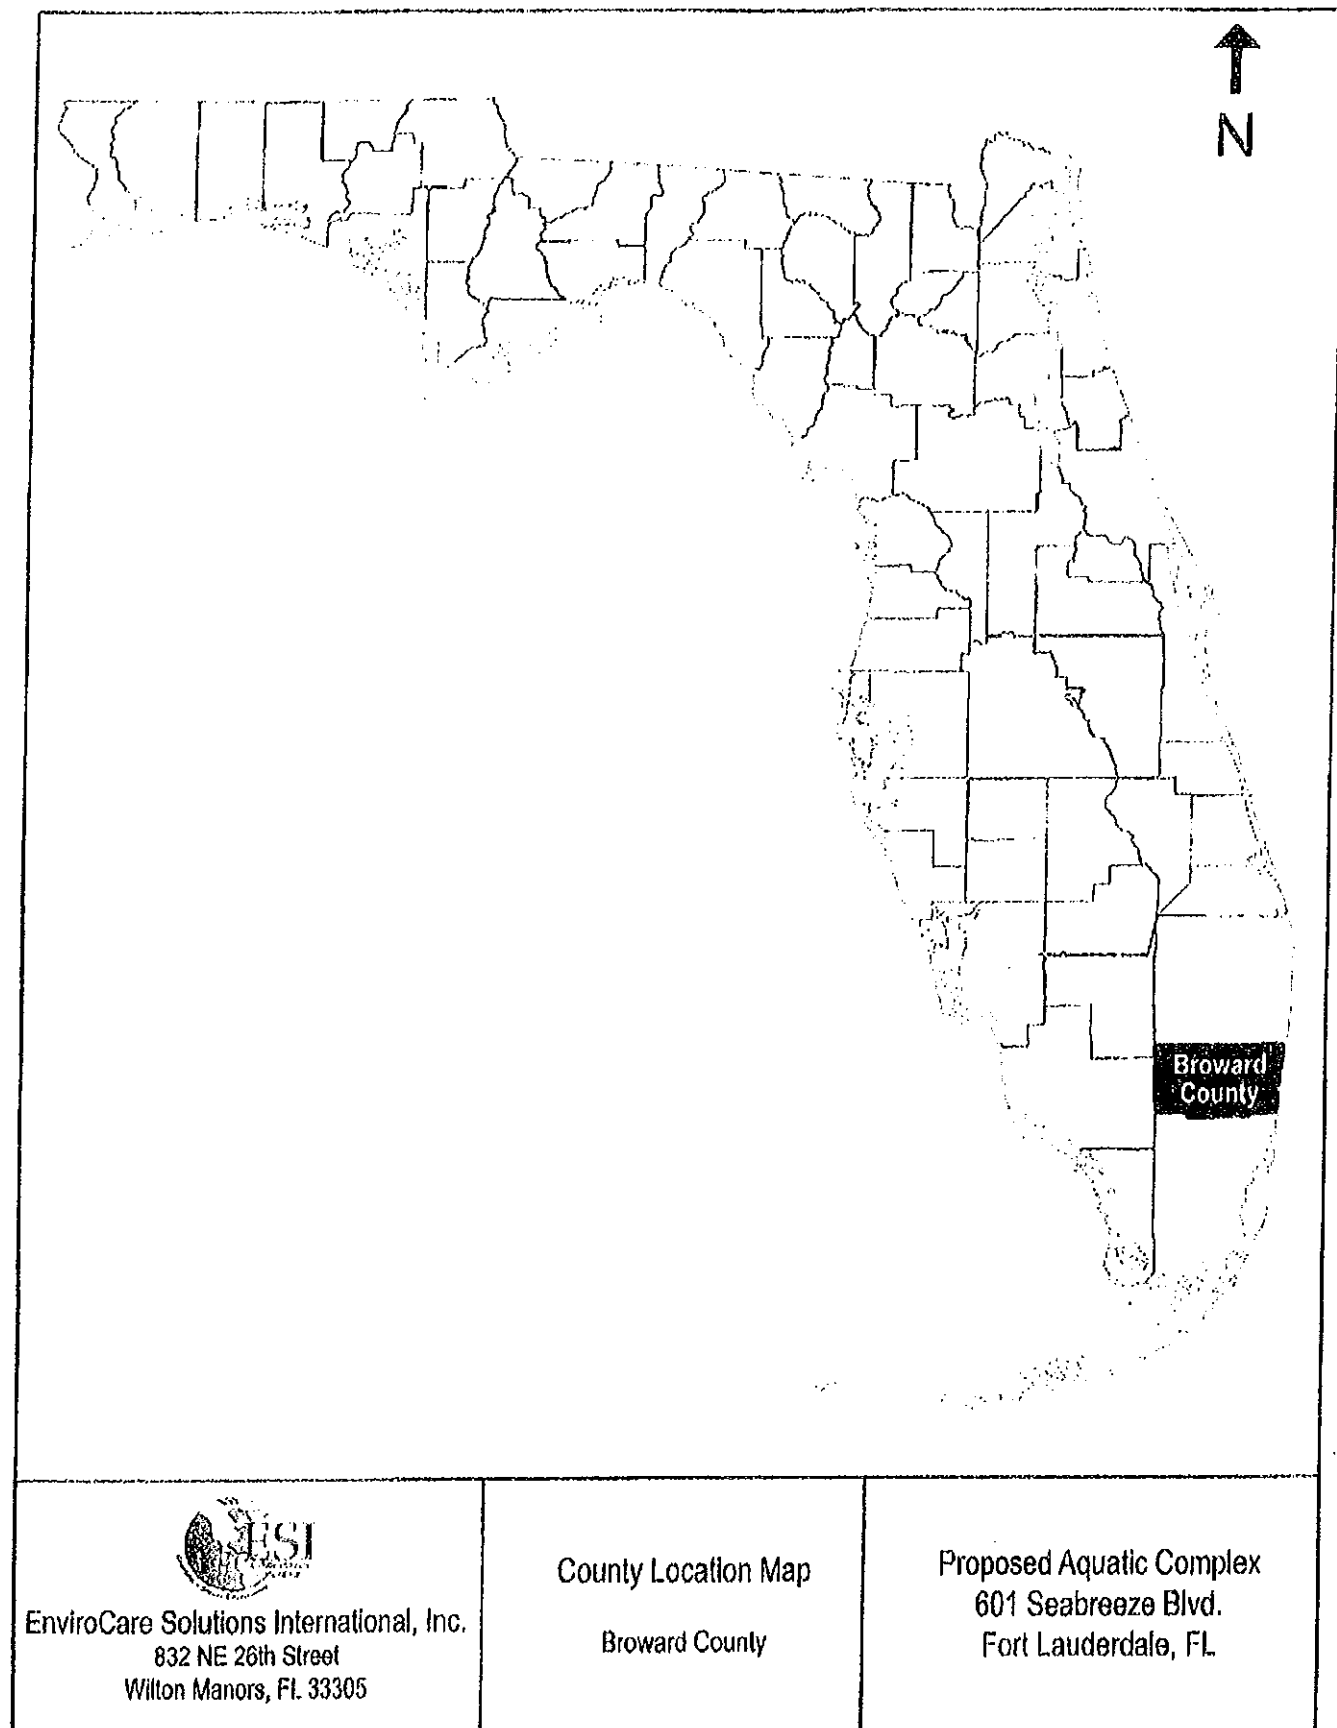 N
Broward
County
ESI
EnviroCare Solutions International, Inc.
832 NE 26th Street
Wilton Manors, FL 33305
County Location Map
Broward County
Proposed Aquatic Complex
601 Seabreeze Blvd.
Fort Lauderdale, FL